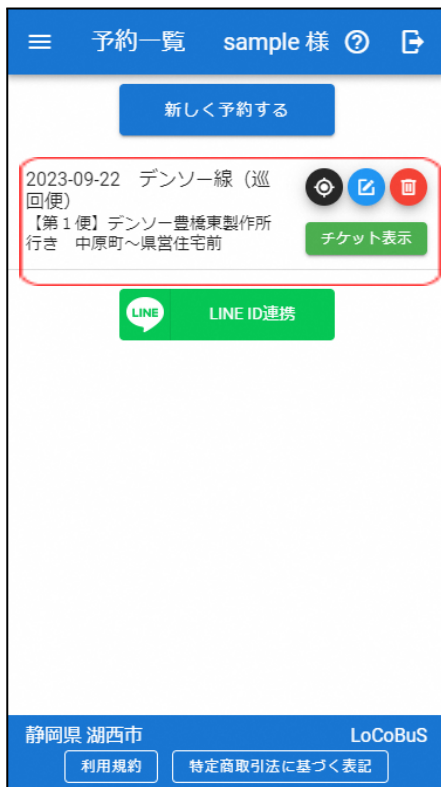 予約一覧 sample 様
新しく予約する
2023-09-22 デンソー線（巡
回便）
【第１便】デンソー豊橋東製作所
行き 中原町～県営住宅前
チケット表示
LINE LINE ID連携
静岡県 湖西市 LoCoBuS
利用規約 特定商取引法に基づく表記